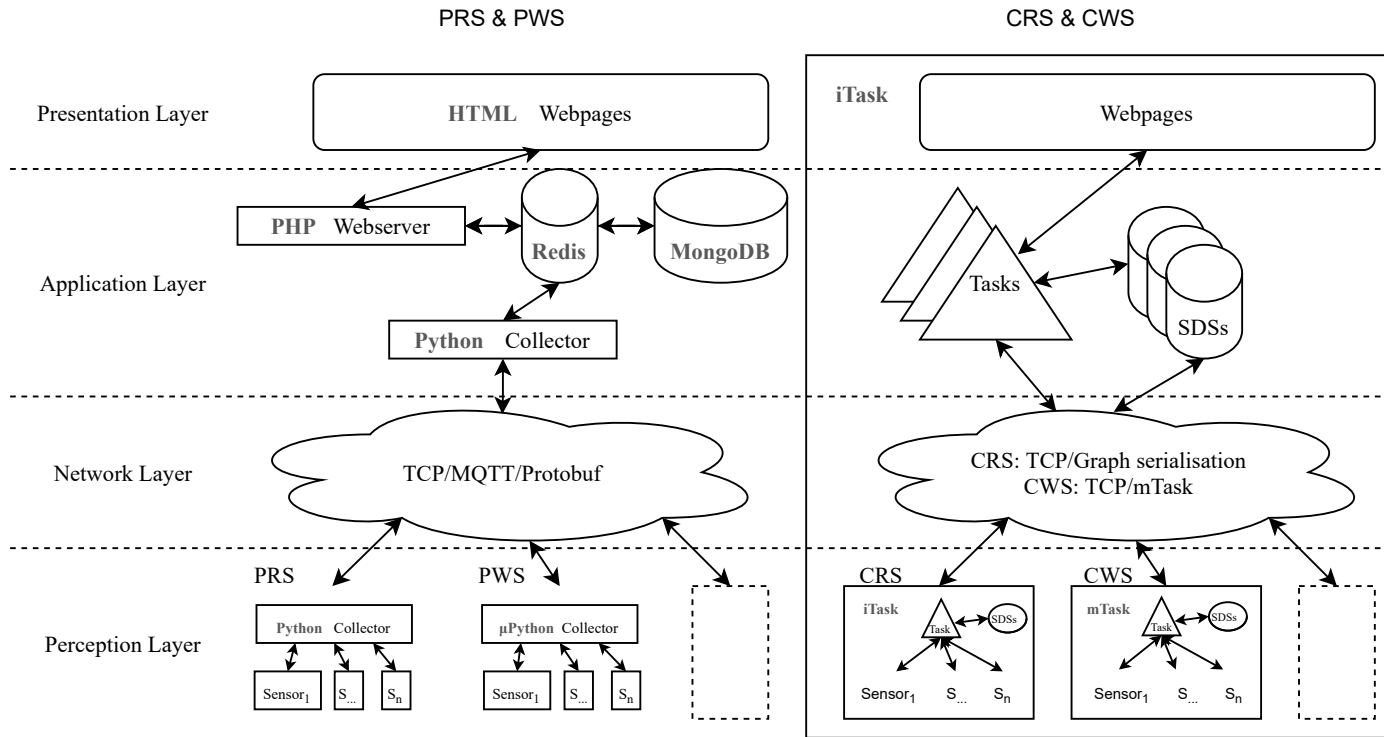 PRS & PWS
CRS & CWS
Presentation Layer
HTML Webpages
iTask
Webpages
Application Layer
PHP Webserver
Redis
MongoDB
Python Collector
Tasks
SDSs
Network Layer
TCP/MQTT/Protobuf
CRS: TCP/Graph serialisation
CWS: TCP/mTask
Perception Layer
PRS
Python Collector
Sensor1
S...
Sn
PWS
μPython Collector
Sensor1
S...
Sn
CRS
iTask
Task
SDSs
Sensor1
S...
Sn
CWS
mTask
Task
SDSs
Sensor1
S...
Sn